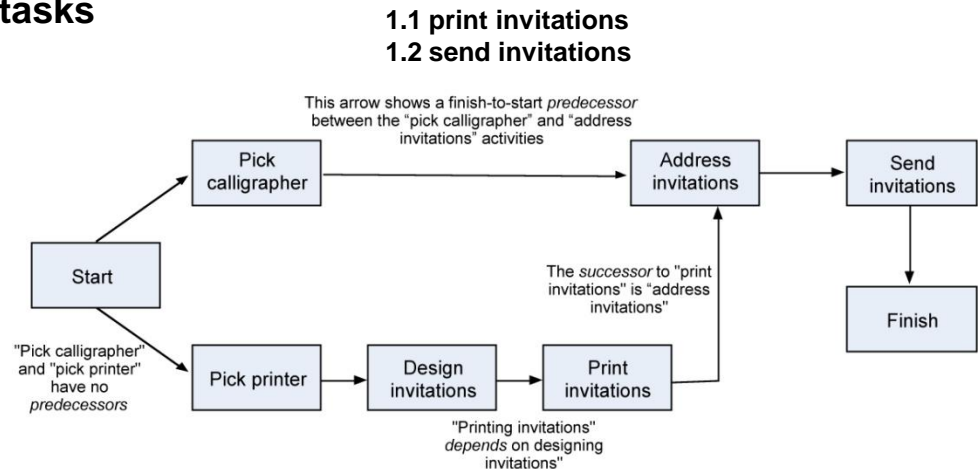 tasks
1.1 print invitations
1.2 send invitations
This arrow shows a finish-to-start predecessor
between the “pick calligrapher” and “address
invitations” activities
Pick
calligrapher
Address
invitations
Send
invitations
Start
The successor to "print
invitations" is “address
invitations"
Finish
"Pick calligrapher"
and "pick printer"
have no
predecessors
Pick printer
Design
invitations
Print
invitations
"Printing invitations"
depends on designing
invitations"